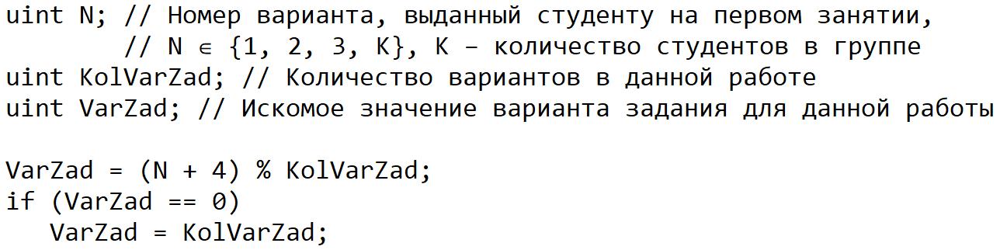 uint N; // Номер варианта, выданный студенту на первом занятии,
// N ∈ {1, 2, 3, K}, K – количество студентов в группе
uint KolVarZad; // Количество вариантов в данной работе
uint VarZad; // Искомое значение варианта задания для данной работы
VarZad = (N + 4) % KolVarZad;
if (VarZad == 0)
VarZad = KolVarZad;